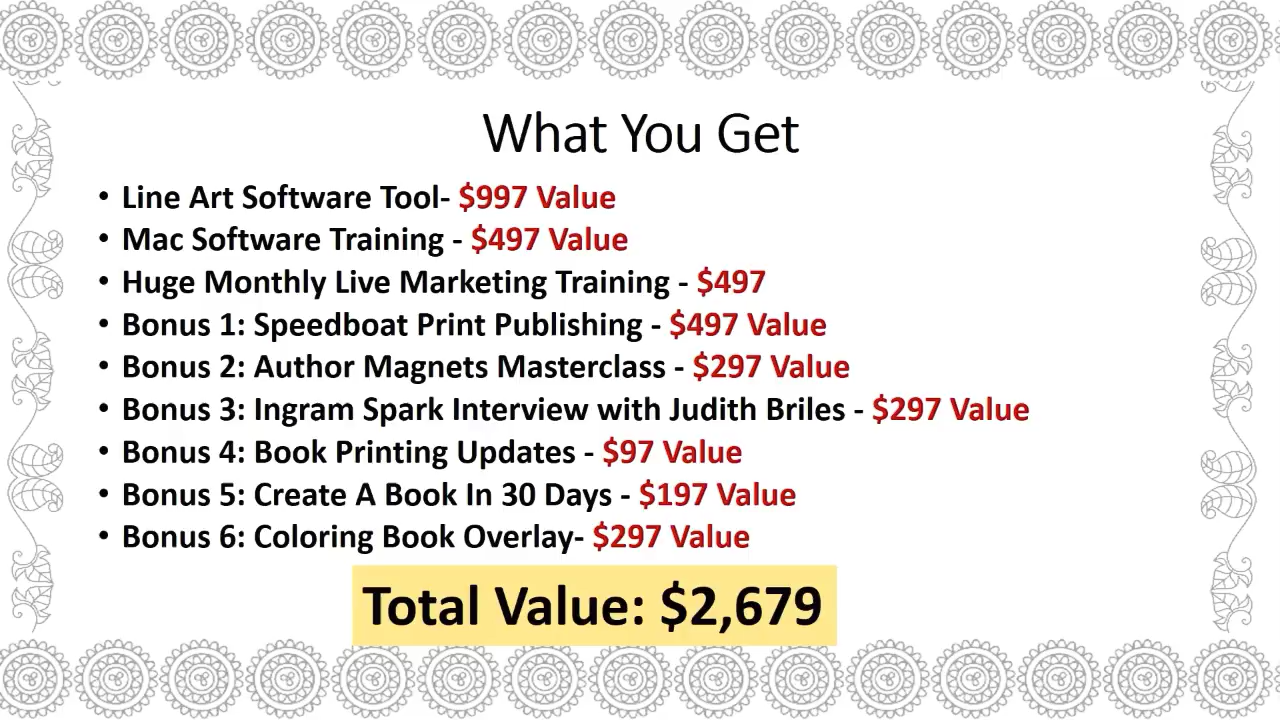 What You Get
• Line Art Software Tool- $997 Value
• Mac Software Training - $497 Value
• Huge Monthly Live Marketing Training - $497
• Bonus 1: Speedboat Print Publishing - $497 Value
• Bonus 2: Author Magnets Masterclass - $297 Value
• Bonus 3: Ingram Spark Interview with Judith Briles - $297 Value
• Bonus 4: Book Printing Updates - $97 Value
• Bonus 5: Create A Book In 30 Days - $197 Value
• Bonus 6: Coloring Book Overlay- $297 Value
Total Value: $2,679